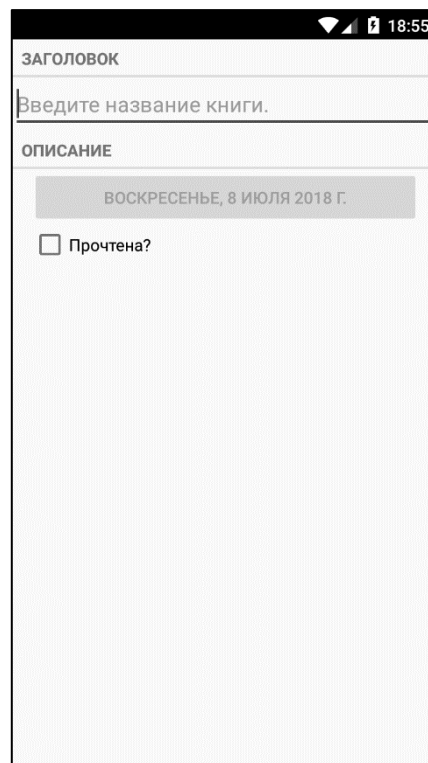 18:55
ЗАГОЛОВОК
Введите название книги.
ОПИСАНИЕ
ВОСКРЕСЕНЬЕ, 8 ИЮЛЯ 2018 Г.
Прочтена?